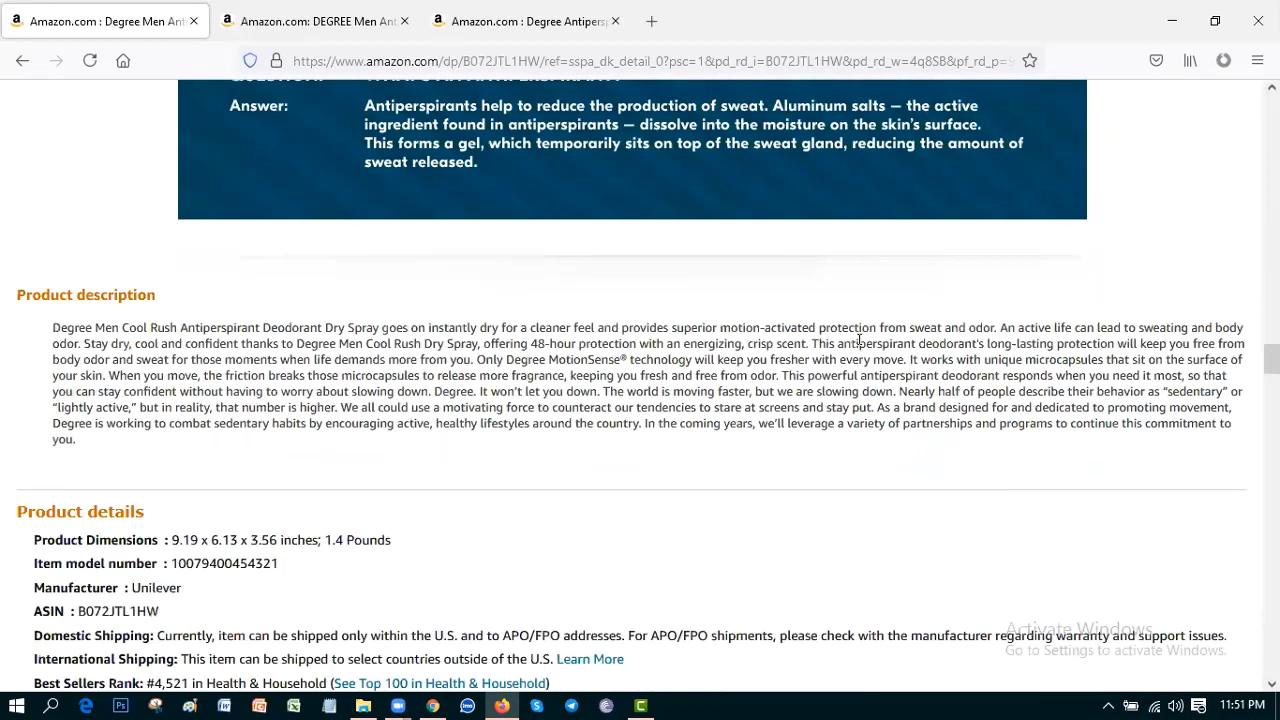 Amazon.com : Degree Men Ant
Amazon.com: DEGREE Men Ant
Amazon.com : Degree Antipersp
https://www.amazon.com/dp/B072JTL1HW/ref=sspa_dk_detail_0?psc=1&pd_rd_i=B072JTL1HW&pd_rd_w=4q8SB&pf_rd_p=
Answer: Antiperspirants help to reduce the production of sweat. Aluminum salts – the active
ingredient found in antiperspirants – dissolve into the moisture on the skin's surface.
This forms a gel, which temporarily sits on top of the sweat gland, reducing the amount of
sweat released.
Product description
Degree Men Cool Rush Antiperspirant Deodorant Dry Spray goes on instantly dry for a cleaner feel and provides superior motion-activated protection from sweat and odor. An active life can lead to sweating and body
odor. Stay dry, cool and confident thanks to Degree Men Cool Rush Dry Spray, offering 48-hour protection with an energizing, crisp scent. This antiperspirant deodorant's long-lasting protection will keep you free from
body odor and sweat for those moments when life demands more from you. Only Degree MotionSense® technology will keep you fresher with every move. It works with unique microcapsules that sit on the surface of
your skin. When you move, the friction breaks those microcapsules to release more fragrance, keeping you fresh and free from odor. This powerful antiperspirant deodorant responds when you need it most, so that
you can stay confident without having to worry about slowing down. Degree. It won't let you down. The world is moving faster, but we are slowing down. Nearly half of people describe their behavior as “sedentary” or
“lightly active,” but in reality, that number is higher. We all could use a motivating force to counteract our tendencies to stare at screens and stay put. As a brand designed for and dedicated to promoting movement,
Degree is working to combat sedentary habits by encouraging active, healthy lifestyles around the country. In the coming years, we'll leverage a variety of partnerships and programs to continue this commitment to
you.
Product details
Product Dimensions : 9.19 x 6.13 x 3.56 inches; 1.4 Pounds
Item model number : 10079400454321
Manufacturer : Unilever
ASIN : B072JTL1HW
Domestic Shipping: Currently, item can be shipped only within the U.S. and to APO/FPO addresses. For APO/FPO shipments, please check with the manufacturer regarding warranty and support issues.
International Shipping: This item can be shipped to select countries outside of the U.S. Learn More
Best Sellers Rank: #4,521 in Health & Household (See Top 100 in Health & Household)
Activate Windows
Go to Settings to activate Windows.
11:51 PM